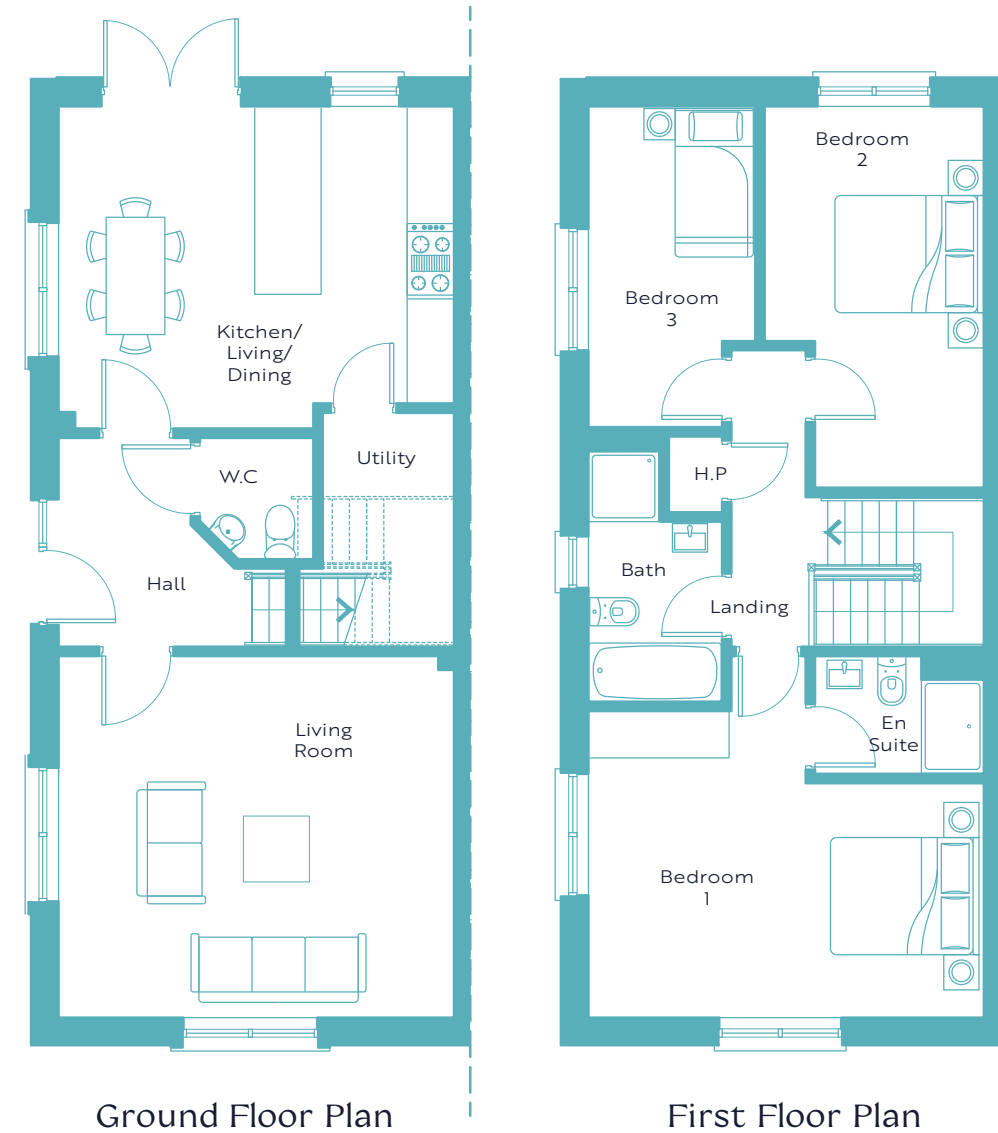 Kitchen/
Living/
Dining
Utility
W.C
Hall
Living
Room
Ground Floor Plan
Bedroom
2
Bedroom
3
H.P
Bath
Landing
En
Suite
Bedroom
1
First Floor Plan